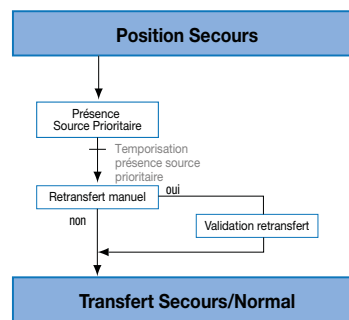 Position Secours
Présence
Source Prioritaire
Temporisation
présence source
prioritaire
Retransfert manuel
oui
non
Validation retransfert
Transfert Secours/Normal